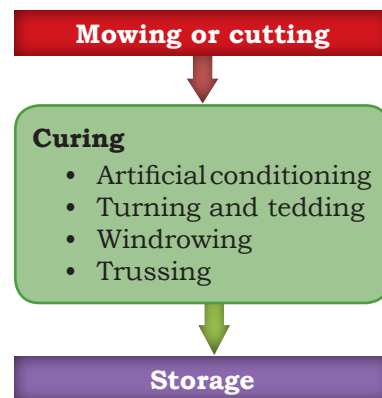 Mowing or cutting
Curing
• Artificial conditioning
• Turning and tedding
• Windrowing
• Trussing
Storage